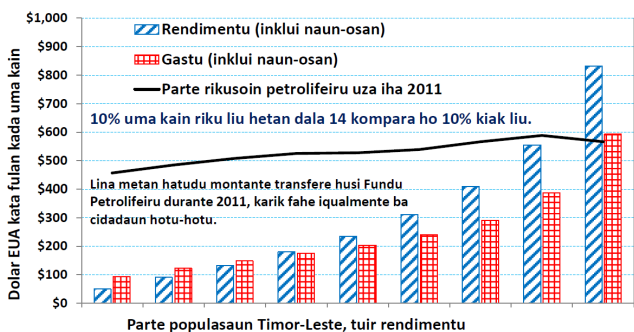 $1,000
$900
$800
$700
$600
$500
$400
$300
$200
$100
$0
Dolar EUA kata fulan kada uma kain
Rendimentu (inklui naun-osan)
Gastu (inklui naun-osan)
Parte rikusoin petrolifeiru uza iha 2011
10% uma kain riku liu hetan dala 14 kompara ho 10% kiak liu.
Lina metan hatudu montante transfere husi Fundu
Petrolifeiru durante 2011, karik fahe iqualmente ba
cidadaun hotu-hotu.
Parte populasaun Timor-Leste, tuir rendimentu